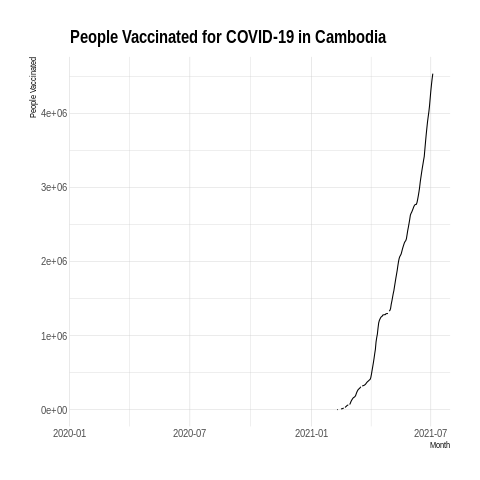 People Vaccinated for COVID-19 in Cambodia
People Vaccinated
4e+06
3e+06
2e+06
1e+06
0e+00
2020-01 2020-07 2021-01 2021-07
Month